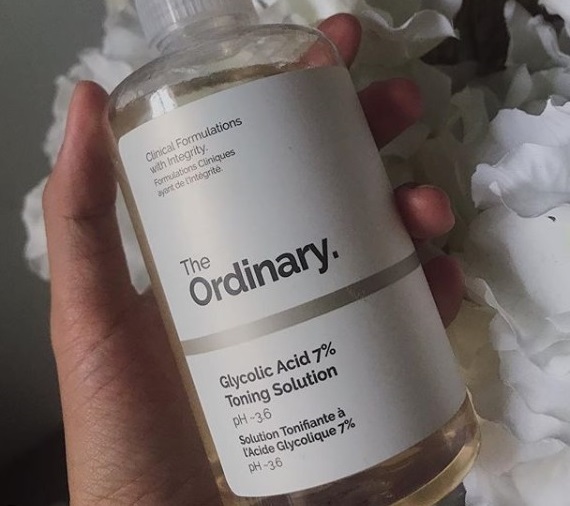 Clinical Formulations
with Integrity.
Formulations Cliniques
ayant de l'Intégrité.
The
Ordinary.
Glycolic Acid 7%
Toning Solution
pH ~3.6
Solution Tonifiante à
l'Acide Glycolique 7%
pH ~3.6